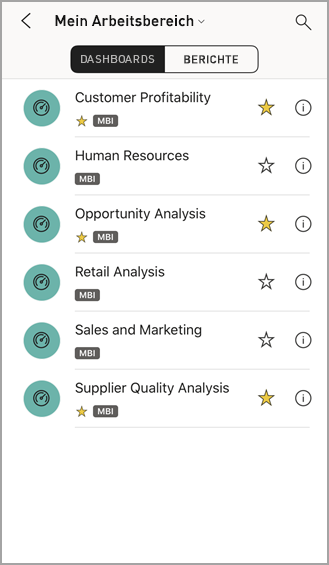 Mein Arbeitsbereich
DASHBOARDS BERICHTE
Customer Profitability
MBI
Human Resources
MBI
Opportunity Analysis
MBI
Retail Analysis
MBI
Sales and Marketing
MBI
Supplier Quality Analysis
MBI